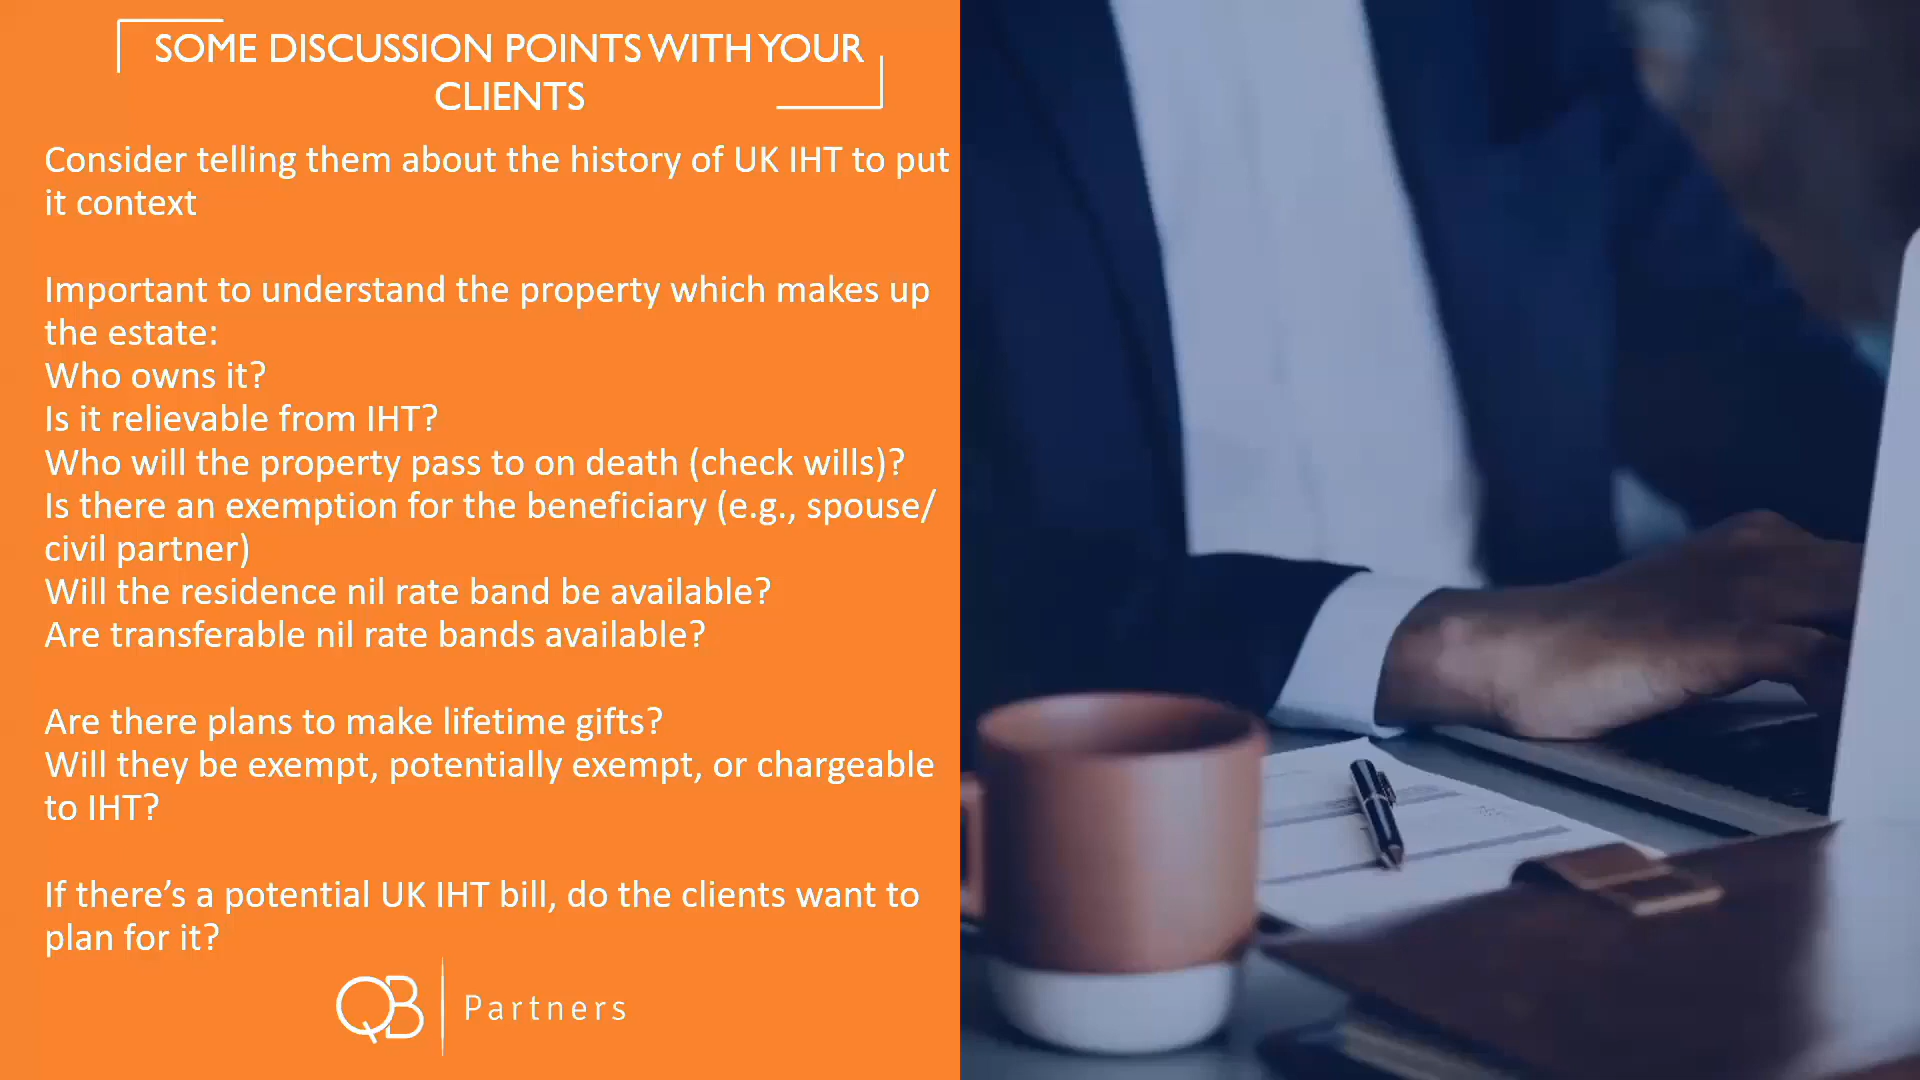 SOME DISCUSSION POINTS WITH YOUR
CLIENTS
Consider telling them about the history of UK IHT to put
it context
Important to understand the property which makes up
the estate:
Who owns it?
Is it relievable from IHT?
Who will the property pass to on death (check wills)?
Is there an exemption for the beneficiary (e.g., spouse/
civil partner)
Will the residence nil rate band be available?
Are transferable nil rate bands available?
Are there plans to make lifetime gifts?
Will they be exempt, potentially exempt, or chargeable
to IHT?
If there’s a potential UK IHT bill, do the clients want to
plan for it?
QB Partners